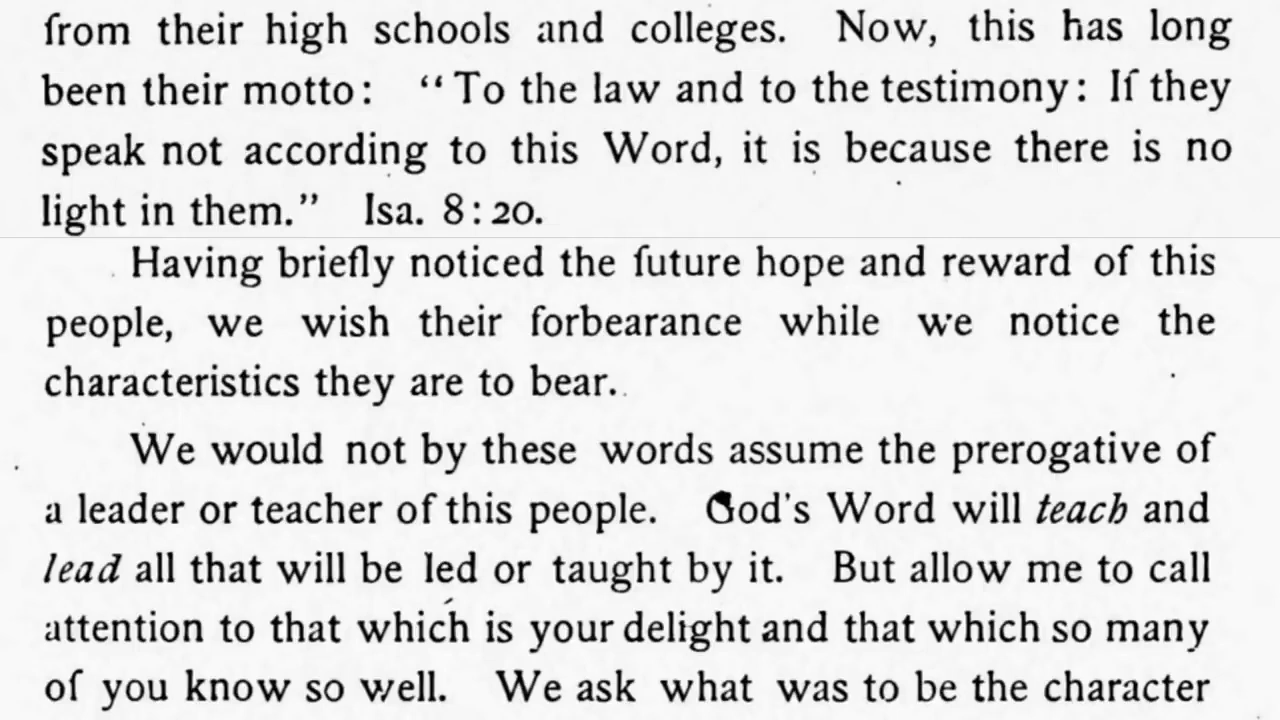 from their high schools and colleges. Now, this has long
been their motto: “To the law and to the testimony: If they
speak not according to this Word, it is because there is no
light in them.” Isa. 8:20.
Having briefly noticed the future hope and reward of this
people, we wish their forbearance while we notice the
characteristics they are to bear.
We would not by these words assume the prerogative of
a leader or teacher of this people. God's Word will teach and
lead all that will be led or taught by it. But allow me to call
attention to that which is your delight and that which so many
of you know so well. We ask what was to be the character